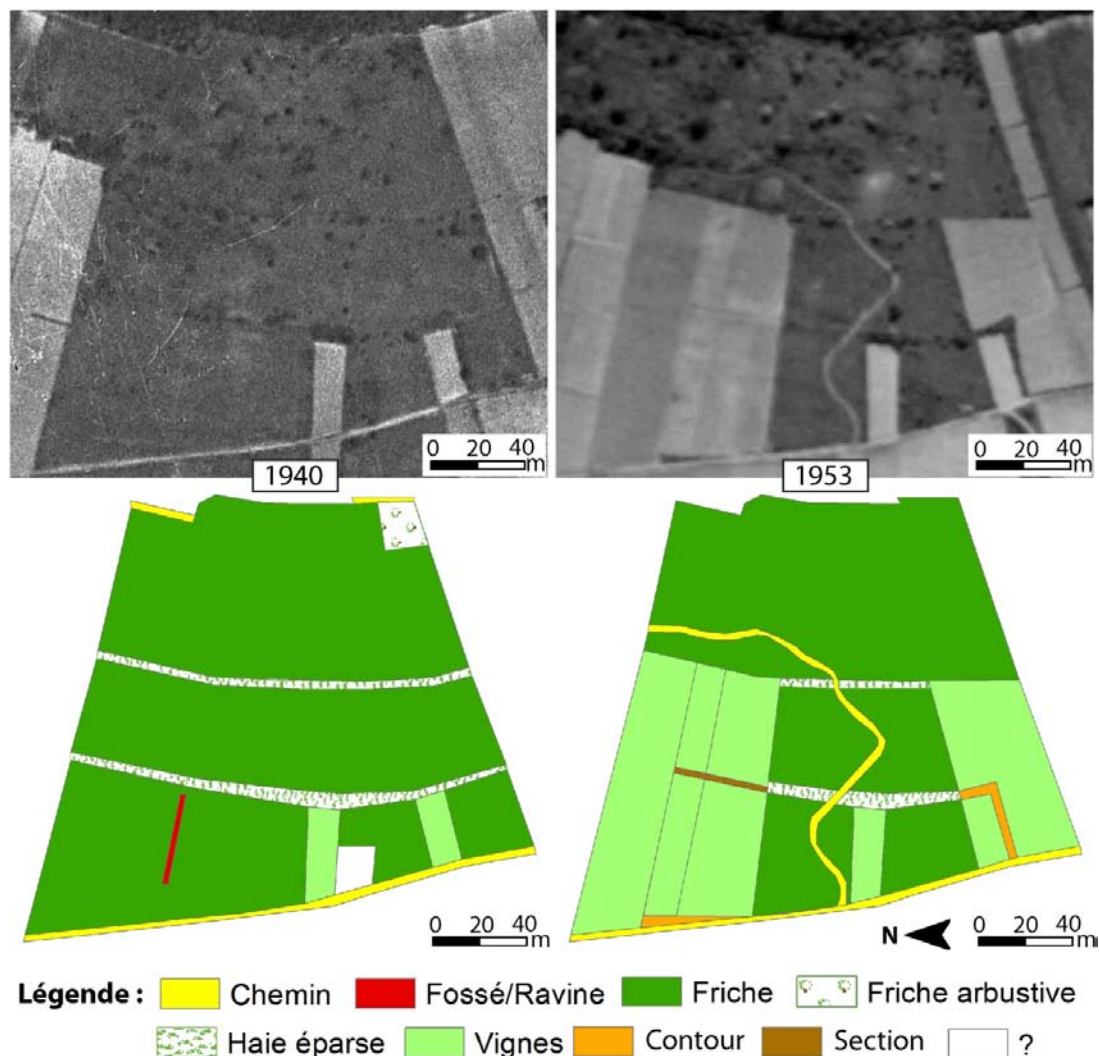 0 20 40 m
0 20 40 m
1940
1953
0 20 40 m
N
0 20 40 m
Légende :
Chemin
Fossé/Ravine
Friche
Friche arbustive
Haie éparse
Vignes
Contour
Section
?